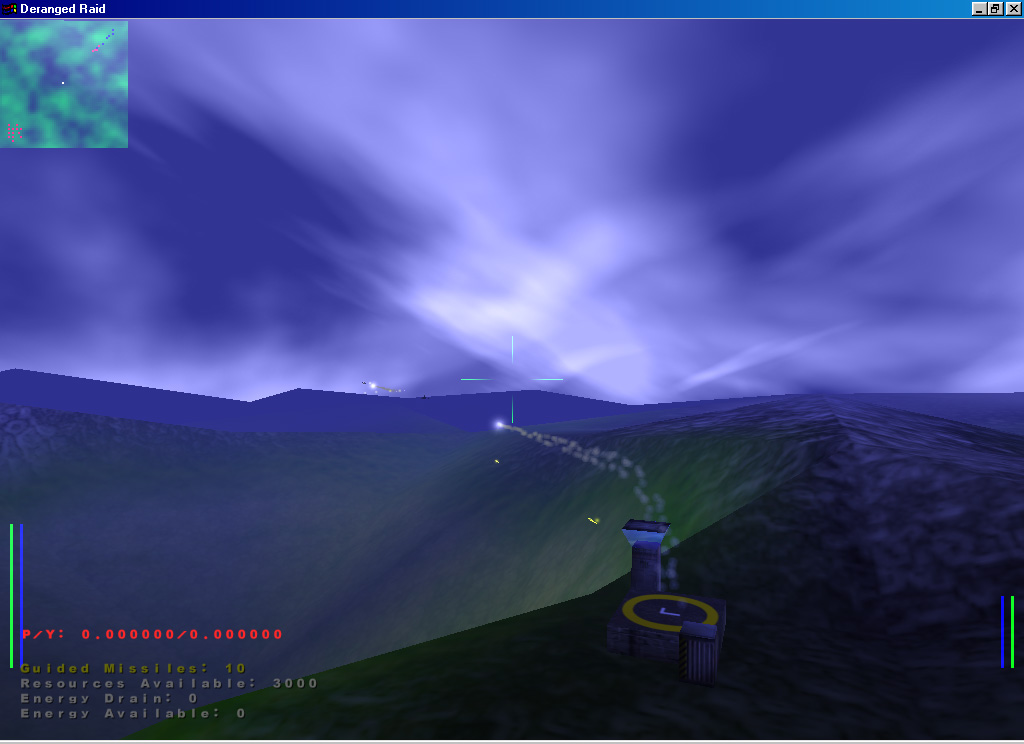 Deranged Raid
P/Y: 0.000000/0.000000
Guided Missiles: 10
Resources Available: 3000
Energy Drain: 0
Energy Available: 0